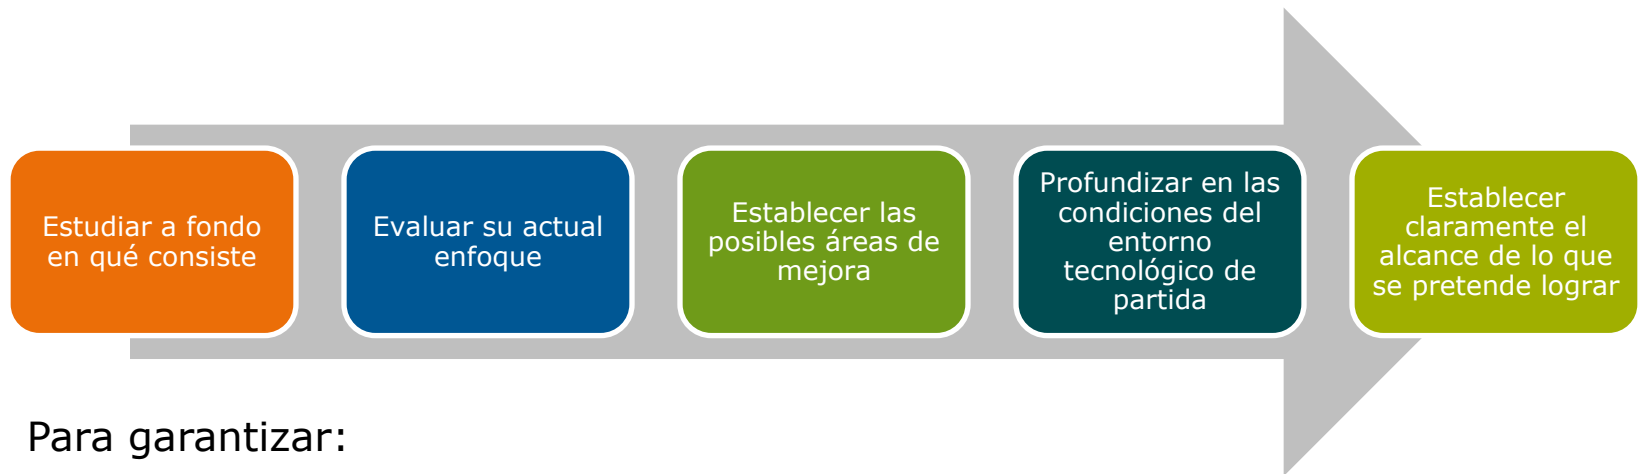 Estudiar a fondo
en qué consiste
Evaluar su actual
enfoque
Establecer las
posibles áreas de
mejora
Profundizar en las
condiciones del
entorno
tecnológico de
partida
Establecer
claramente el
alcance de lo que
se pretende lograr
Para garantizar: